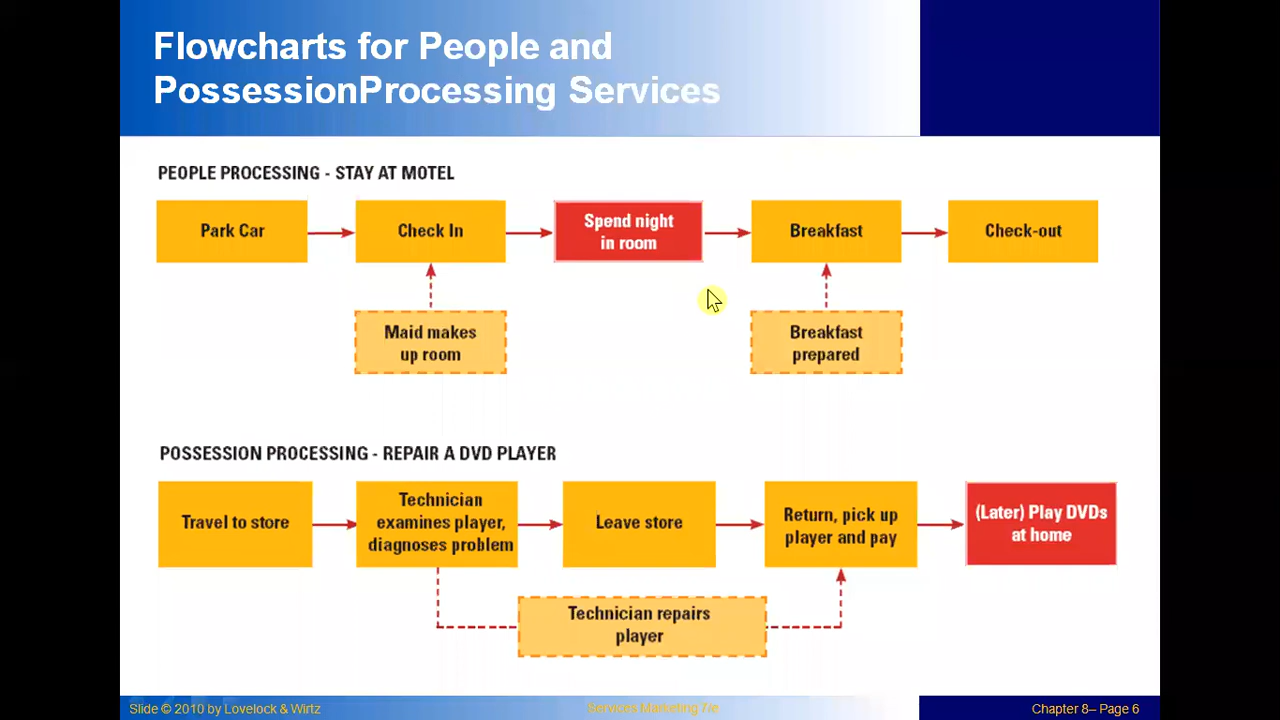 Flowcharts for People and
PossessionProcessing Services
PEOPLE PROCESSING - STAY AT MOTEL
Park Car
Check In
Spend night
in room
Breakfast
Check-out
Maid makes
up room
Breakfast
prepared
POSSESSION PROCESSING - REPAIR A DVD PLAYER
Travel to store
Technician
examines player,
diagnoses problem
Leave store
Return, pick up
player and pay
(Later) Play DVDs
at home
Technician repairs
player
Slide © 2010 by Lovelock & Wirtz
Services Marketing 7/e
Chapter 8– Page 6